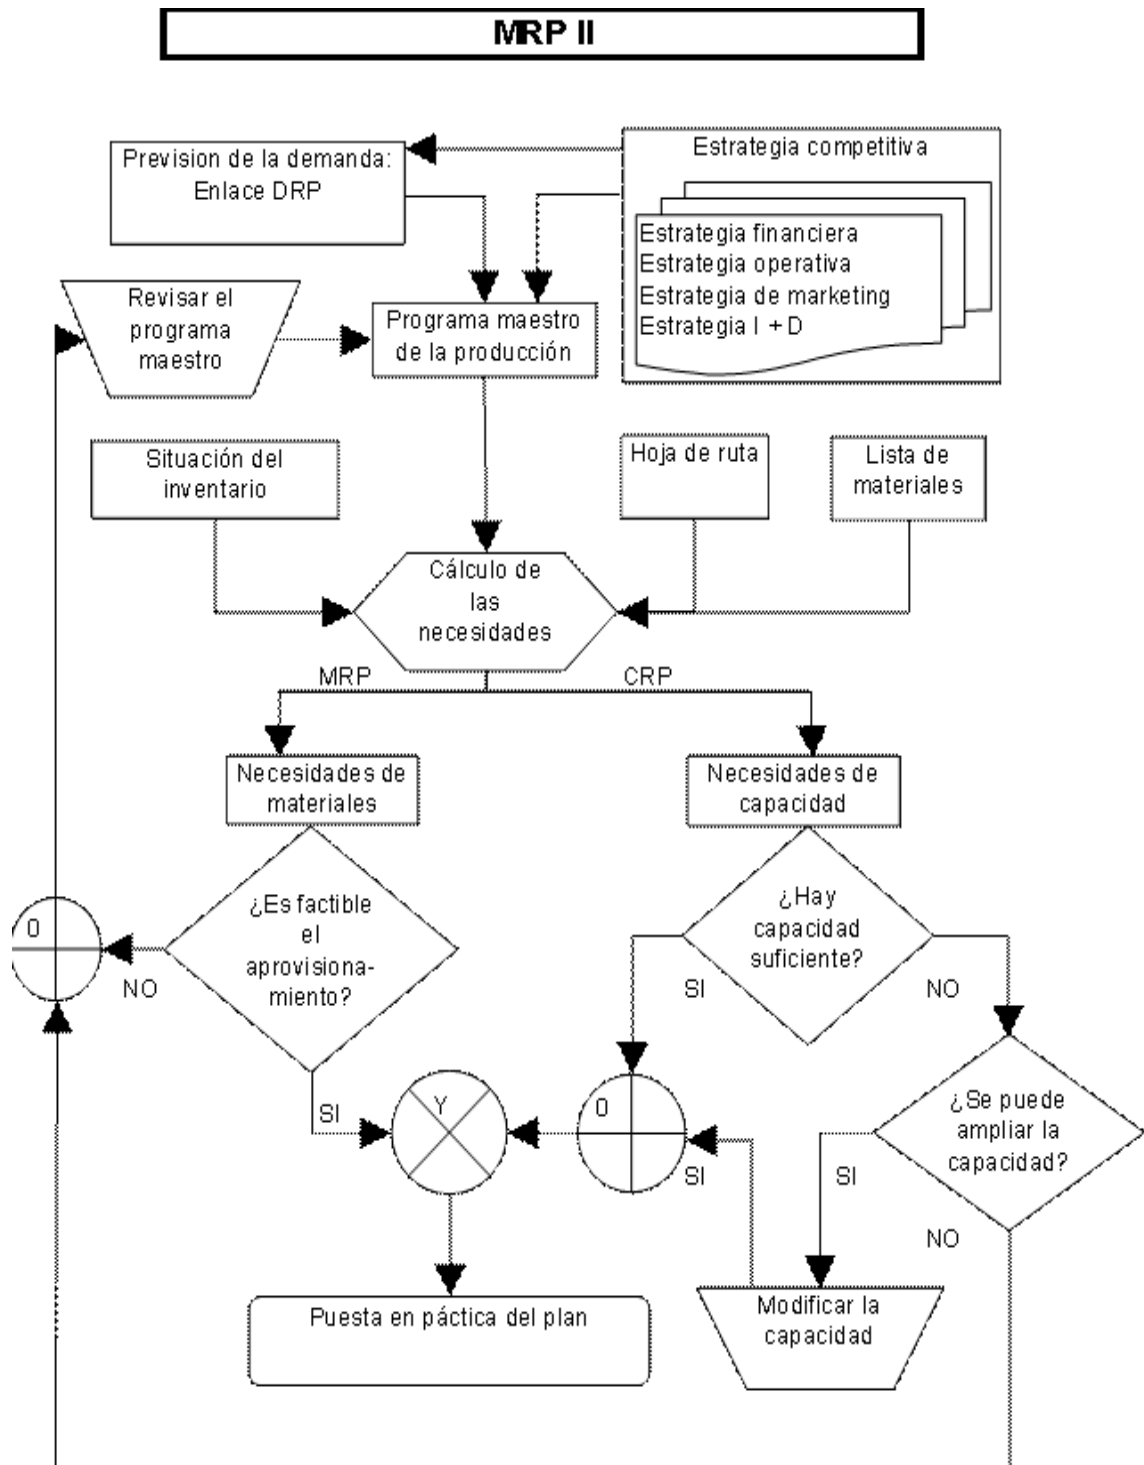 MRP II
Prevision de la demanda:
Enlace DRP
Estrategia competitiva
Estrategia financiera
Estrategia operativa
Estrategia de marketing
Estrategia I + D
Revisar el
programa
maestro
Programa maestro
de la producción
Situación del
inventario
Hoja de ruta
Lista de
materiales
Cálculo de
las
necesidades
MRP
CRP
Necesidades de
materiales
Necesidades de
capacidad
¿Es factible
el
aprovisiona-
miento?
¿Hay
capacidad
suficiente?
O
NO
SI
NO
SI
Y
O
SI
¿Se puede
ampliar la
capacidad?
SI
NO
Puesta en páctica del plan
Modificar la
capacidad